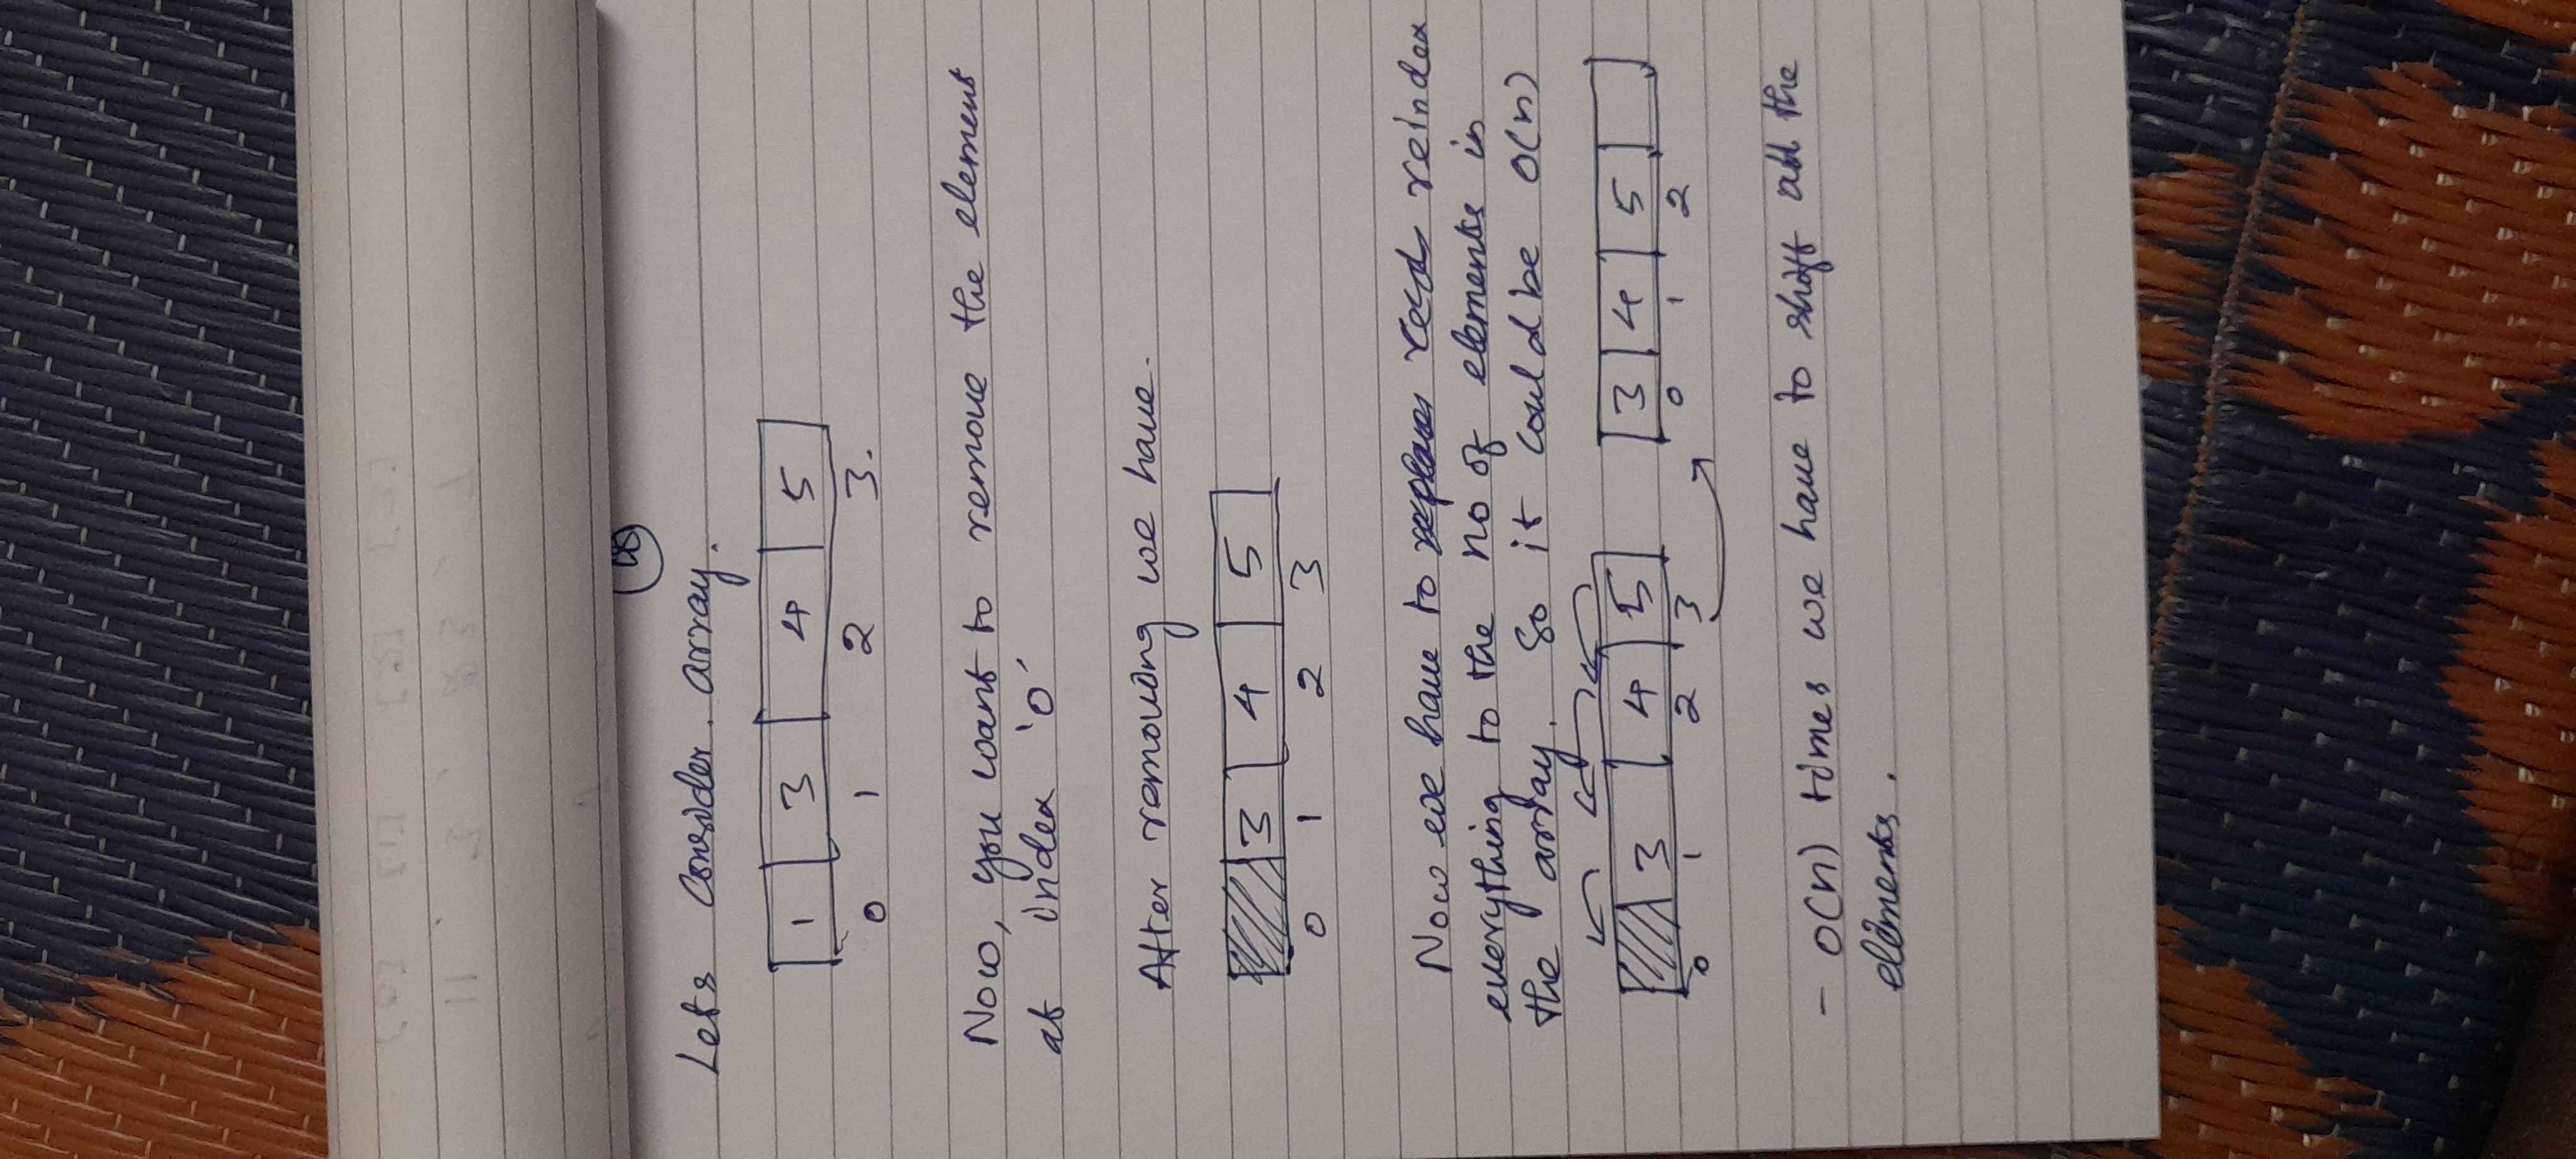 Lets consider. array.
1 3 4 5
0 1 2 3.
Now, you want to remove the element
at index '0'
After removing we have.
3 4 5
0 1 2 3
Now we have to reindex
everything to the no of elements in
the array. So it could be O(n)
3 4 5 3 4 5
0 1 2 3 0 1 2
- O(n) times we have to shift all the
elements.